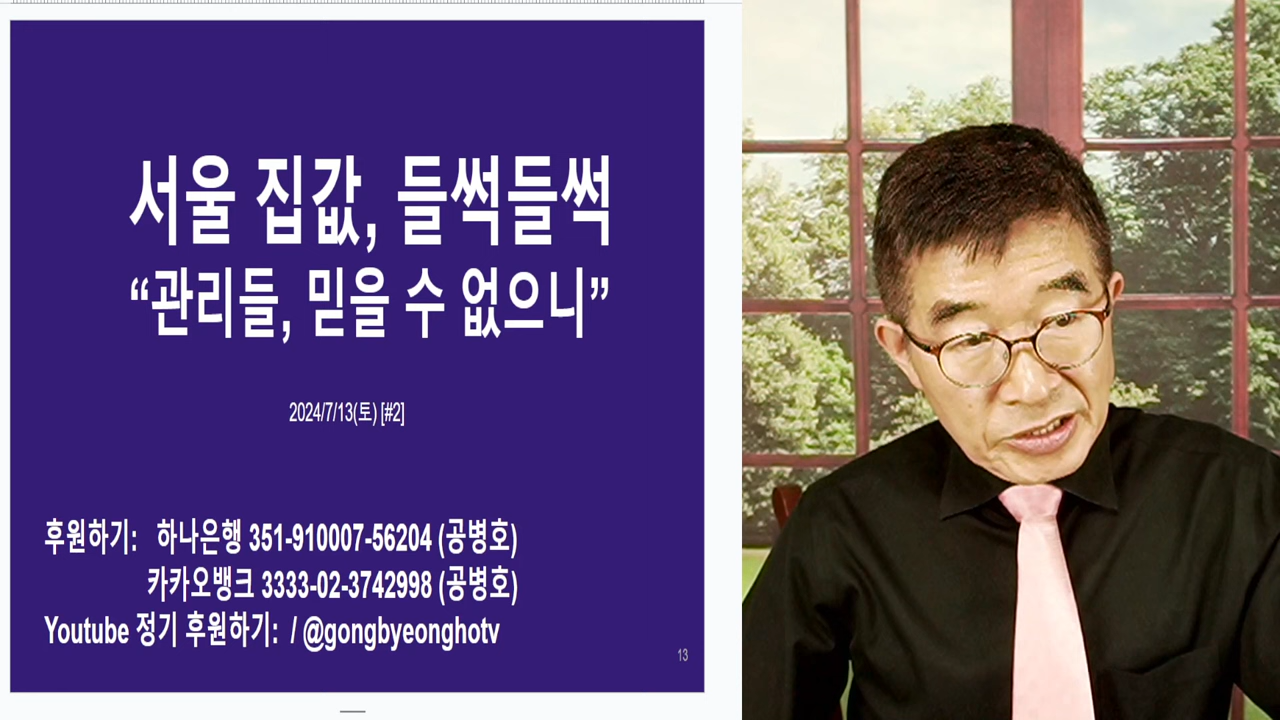 서울 집값, 들썩들썩
“관리들, 믿을 수 없으니”
2024/7/13(토) [#2]
후원하기: 하나은행 351-910007-56204 (공병호)
카카오뱅크 3333-02-3742998 (공병호)
Youtube 정기 후원하기: / @gongbyeonghotv
13